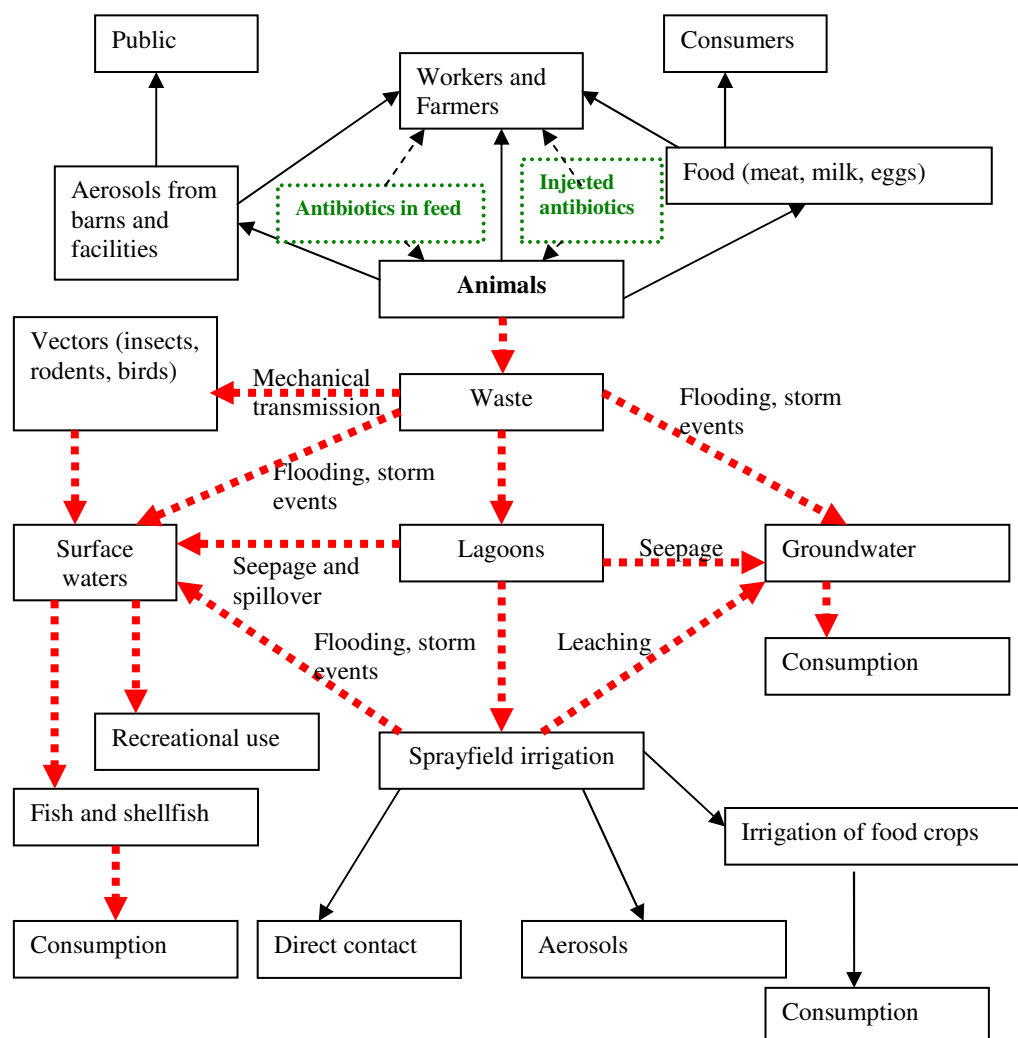 Public
Workers and
Farmers
Consumers
Aerosols from
barns and
facilities
Antibiotics in feed
Injected
antibiotics
Food (meat, milk, eggs)
Animals
Vectors (insects,
rodents, birds)
Mechanical
transmission
Waste
Flooding, storm
events
Flooding, storm
events
Surface
waters
Seepage and
spillover
Lagoons
Seepage
Groundwater
Flooding, storm
events
Leaching
Consumption
Recreational use
Sprayfield irrigation
Fish and shellfish
Irrigation of food crops
Consumption
Direct contact
Aerosols
Consumption